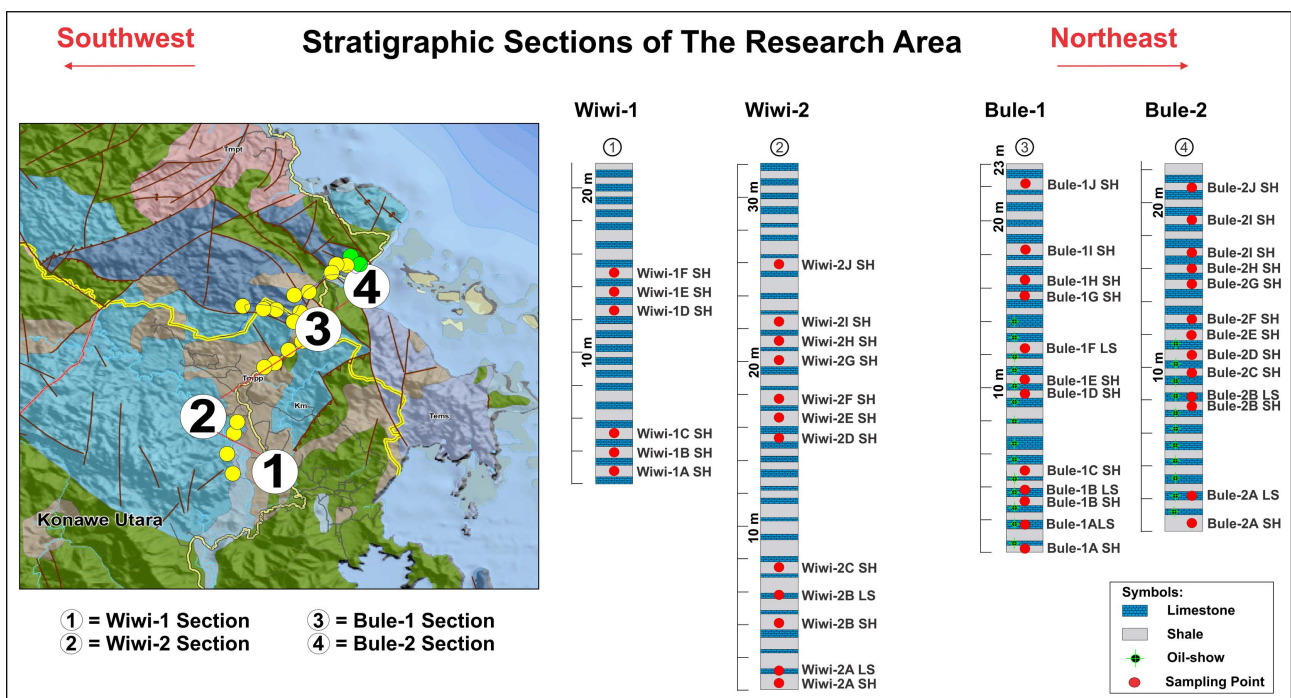 Southwest
Stratigraphic Sections of The Research Area
Northeast
Tmpt
4
3
Tmpp
Km
Tems
2
1
Konawe Utara
1 = Wiwi-1 Section
2 = Wiwi-2 Section
3 = Bule-1 Section
4 = Bule-2 Section
Wiwi-1
1
20 m
10 m
Wiwi-1F SH
Wiwi-1E SH
Wiwi-1D SH
Wiwi-1C SH
Wiwi-1B SH
Wiwi-1A SH
Wiwi-2
2
30 m
20 m
10 m
Wiwi-2J SH
Wiwi-2I SH
Wiwi-2H SH
Wiwi-2G SH
Wiwi-2F SH
Wiwi-2E SH
Wiwi-2D SH
Wiwi-2C SH
Wiwi-2B LS
Wiwi-2B SH
Wiwi-2A LS
Wiwi-2A SH
Bule-1
3
23 m
20 m
10 m
Bule-1J SH
Bule-1I SH
Bule-1H SH
Bule-1G SH
Bule-1F LS
Bule-1E SH
Bule-1D SH
Bule-1C SH
Bule-1B LS
Bule-1B SH
Bule-1ALS
Bule-1A SH
Bule-2
4
20 m
10 m
Bule-2J SH
Bule-2I SH
Bule-2I SH
Bule-2H SH
Bule-2G SH
Bule-2F SH
Bule-2E SH
Bule-2D SH
Bule-2C SH
Bule-2B LS
Bule-2B SH
Bule-2A LS
Bule-2A SH
Symbols:
Limestone
Shale
Oil-show
Sampling Point